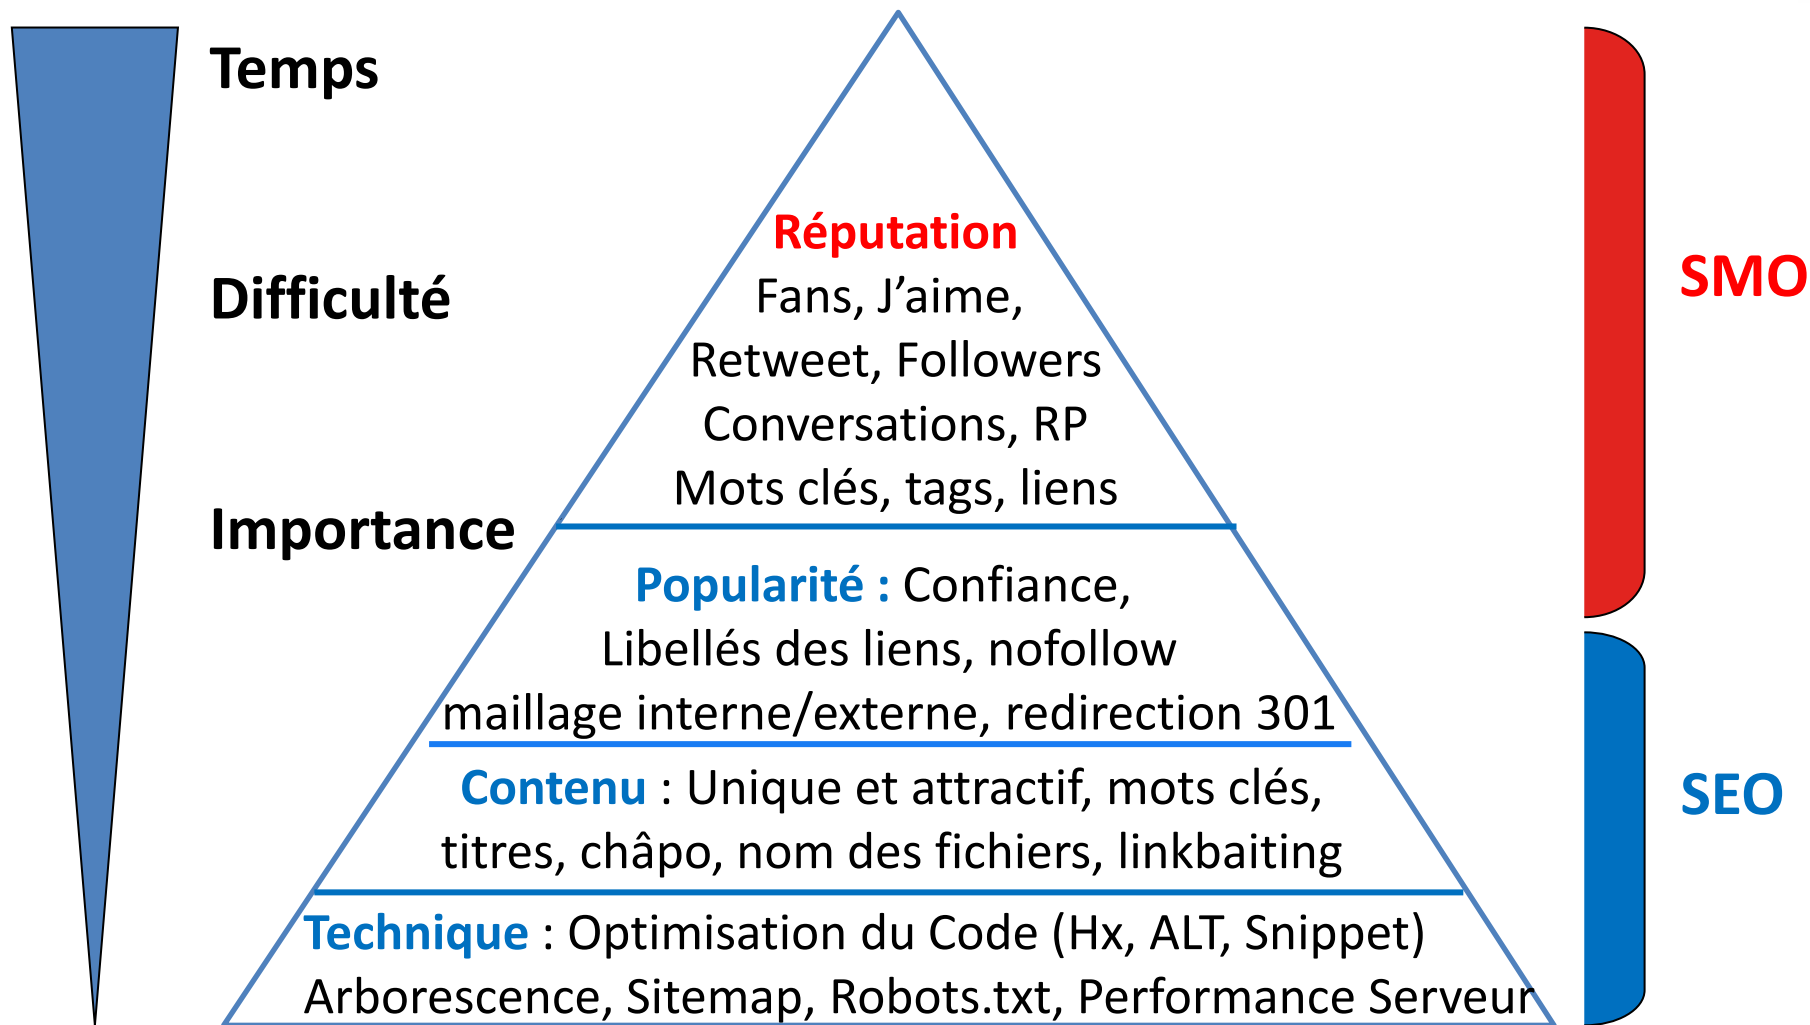 Temps
Difficulté
Importance
Réputation
Fans, J’aime,
Retweet, Followers
Conversations, RP
Mots clés, tags, liens
Popularité : Confiance,
Libellés des liens, nofollow
maillage interne/externe, redirection 301
Contenu : Unique et attractif, mots clés,
titres, châpo, nom des fichiers, linkbaiting
Technique : Optimisation du Code (Hx, ALT, Snippet)
Arborescence, Sitemap, Robots.txt, Performance Serveur
SMO
SEO